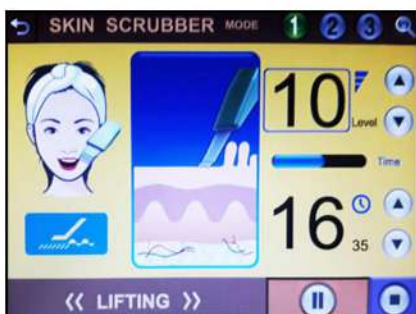 SKIN SCRUBBER MODE 1 2 3
10
Level
Time
16
35
<< LIFTING >>